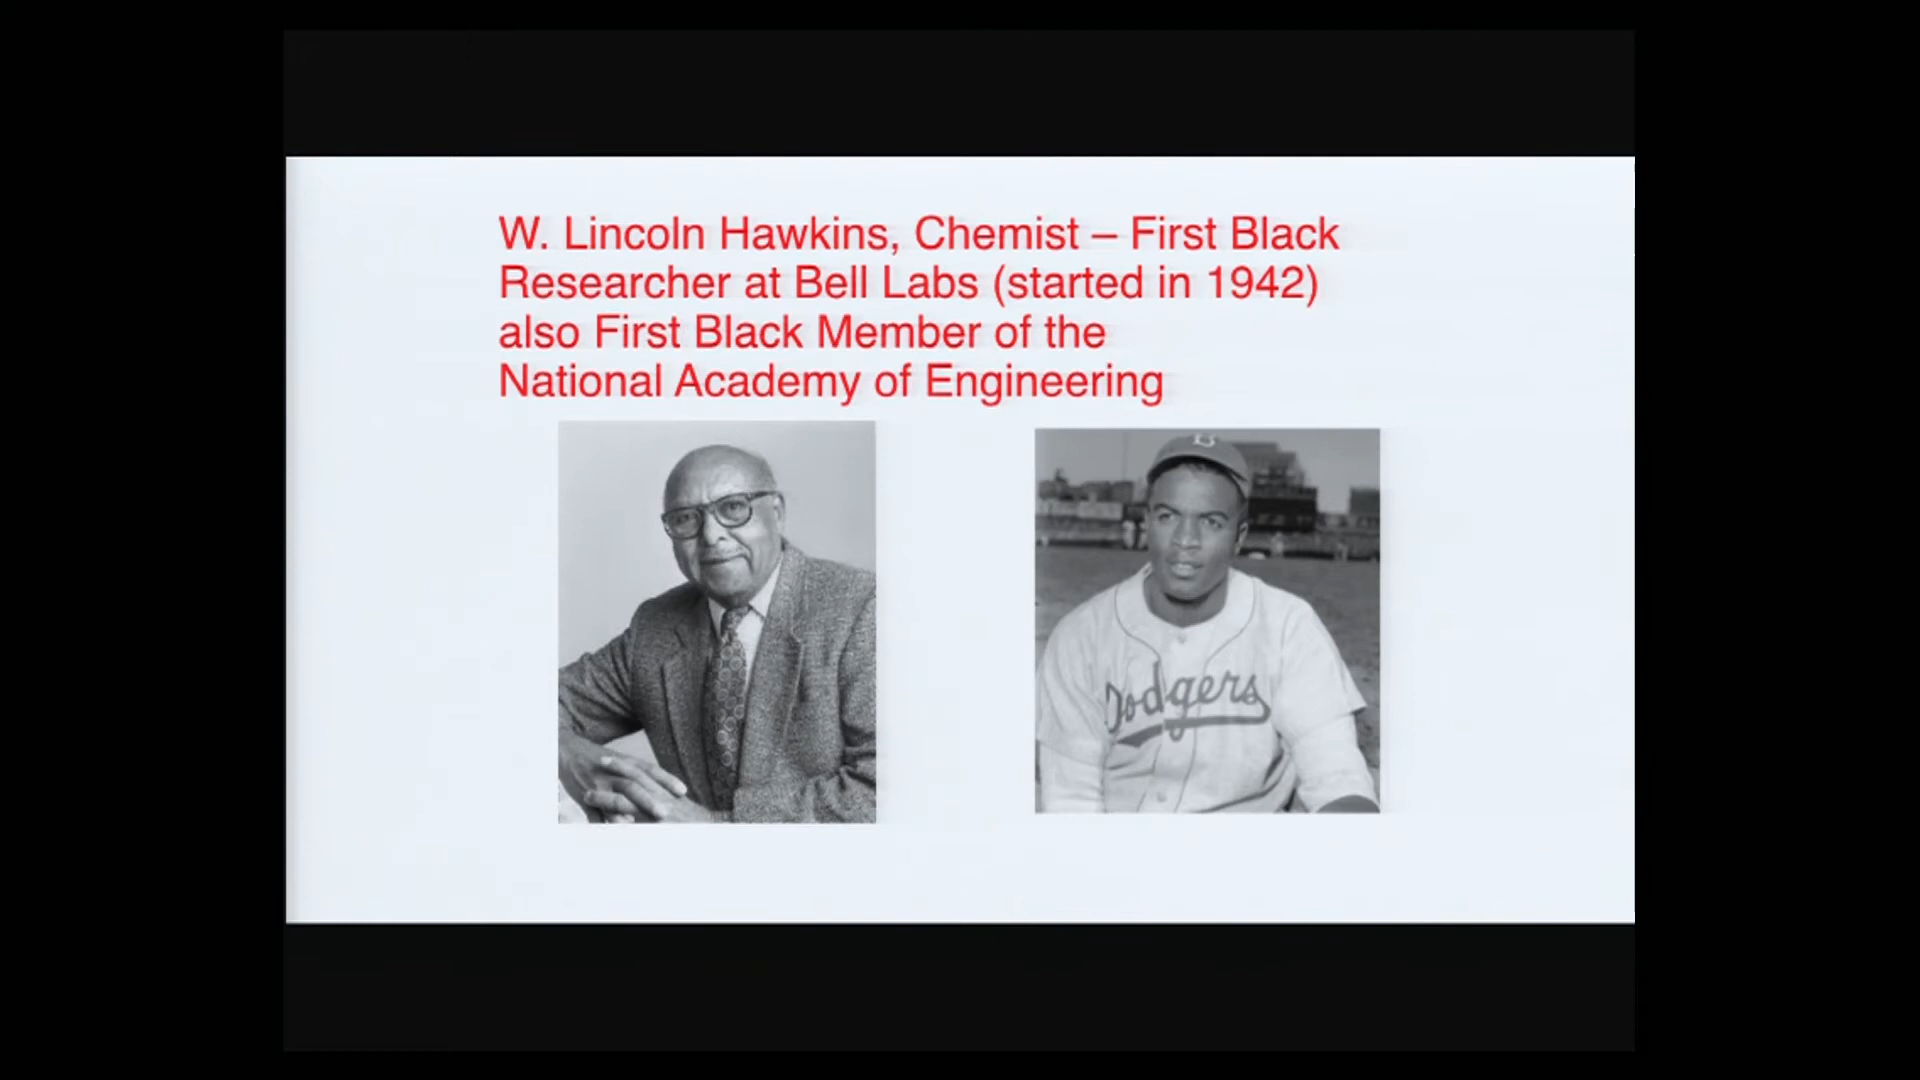 W. Lincoln Hawkins, Chemist – First Black
Researcher at Bell Labs (started in 1942)
also First Black Member of the
National Academy of Engineering
B
Dodgers